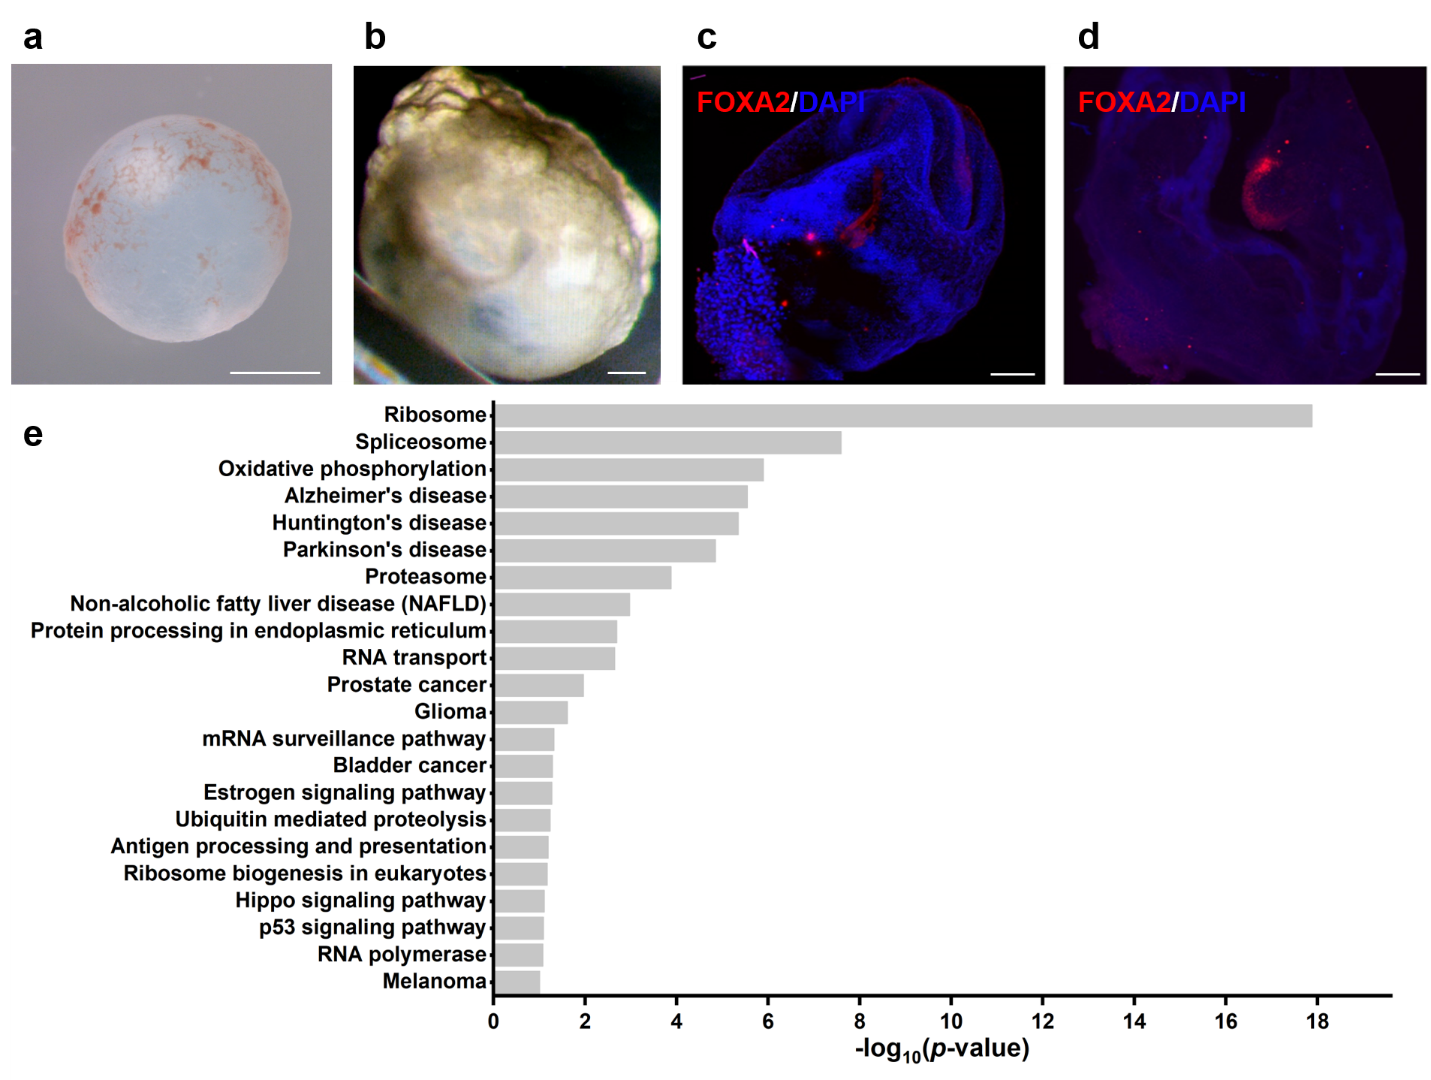 a
b
c
d
FOXA2/DAPI
FOXA2/DAPI
e
Ribosome
Spliceosome
Oxidative phosphorylation
Alzheimer's disease
Huntington's disease
Parkinson's disease
Proteasome
Non-alcoholic fatty liver disease (NAFLD)
Protein processing in endoplasmic reticulum
RNA transport
Prostate cancer
Glioma
mRNA surveillance pathway
Bladder cancer
Estrogen signaling pathway
Ubiquitin mediated proteolysis
Antigen processing and presentation
Ribosome biogenesis in eukaryotes
Hippo signaling pathway
p53 signaling pathway
RNA polymerase
Melanoma
0 2 4 6 8 10 12 14 16 18
-log10(p-value)